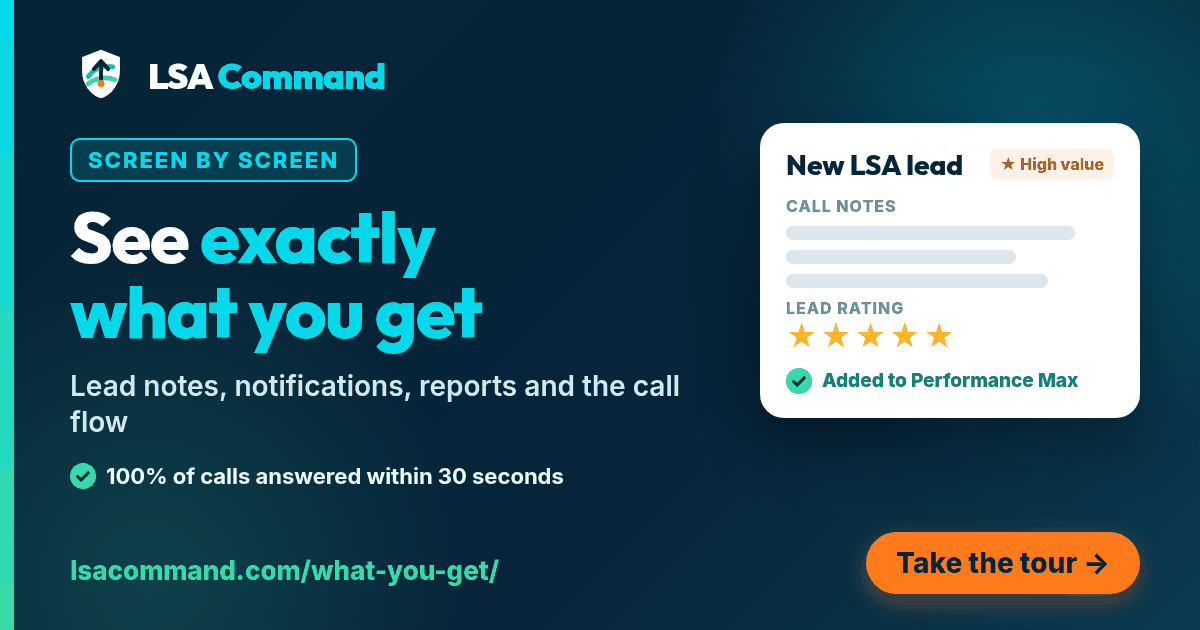 LSA Command
SCREEN BY SCREEN
See exactly
what you get
Lead notes, notifications, reports and the call
flow
100% of calls answered within 30 seconds
lsacommand.com/what-you-get/
New LSA lead
★ High value
CALL NOTES
LEAD RATING
★ ★ ★ ★ ★
Added to Performance Max
Take the tour →